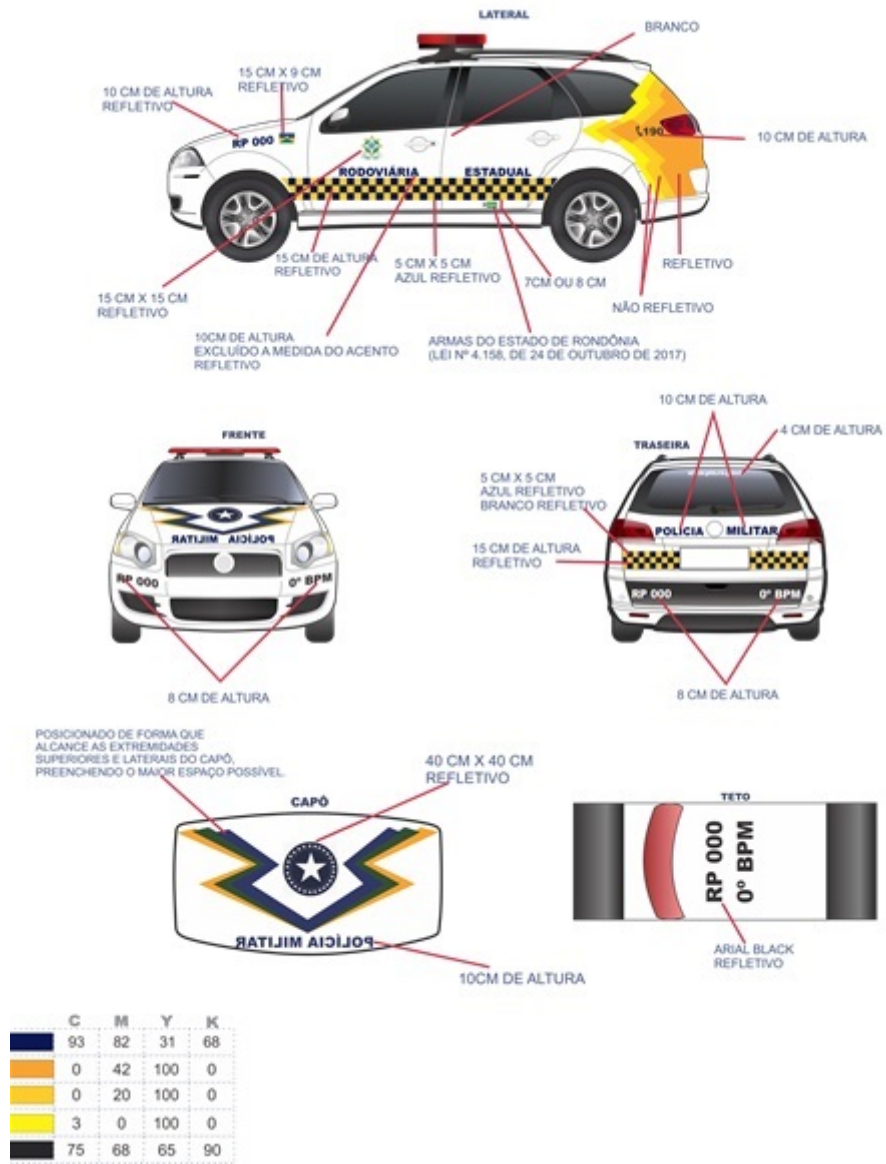 LATERAL
BRANCO
15 CM X 9 CM
REFLETIVO
10 CM DE ALTURA
REFLETIVO
RP 000
190
10 CM DE ALTURA
RODOVIÁRIA ESTADUAL
15 CM DE ALTURA
REFLETIVO
5 CM X 5 CM
AZUL REFLETIVO
7CM OU 8 CM
REFLETIVO
NÃO REFLETIVO
15 CM X 15 CM
REFLETIVO
10CM DE ALTURA
EXCLUÍDO A MEDIDA DO ACENTO
REFLETIVO
ARMAS DO ESTADO DE RONDÔNIA
(LEI Nº 4.158, DE 24 DE OUTUBRO DE 2017)
FRENTE
POLÍCIA MILITAR
RP 000
0º BPM
8 CM DE ALTURA
10 CM DE ALTURA
4 CM DE ALTURA
TRASEIRA
5 CM X 5 CM
AZUL REFLETIVO
BRANCO REFLETIVO
15 CM DE ALTURA
REFLETIVO
POLÍCIA MILITAR
RP 000
0º BPM
8 CM DE ALTURA
POSICIONADO DE FORMA QUE
ALCANCE AS EXTREMIDADES
SUPERIORES E LATERAIS DO CAPÔ,
PREENCHENDO O MAIOR ESPAÇO POSSÍVEL.
40 CM X 40 CM
REFLETIVO
CAPÔ
POLÍCIA MILITAR
10CM DE ALTURA
TETO
RP 000
0º BPM
ARIAL BLACK
REFLETIVO
C M Y K
93 82 31 68
0 42 100 0
0 20 100 0
3 0 100 0
75 68 65 90